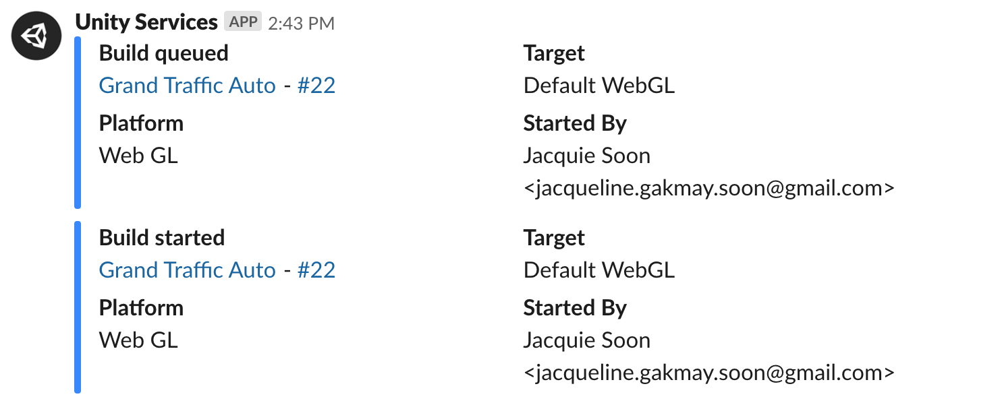 Unity Services APP 2:43 PM
Build queued
Grand Traffic Auto - #22
Target
Default WebGL
Platform
Web GL
Started By
Jacquie Soon
<jacqueline.gakmay.soon@gmail.com>
Build started
Grand Traffic Auto - #22
Target
Default WebGL
Platform
Web GL
Started By
Jacquie Soon
<jacqueline.gakmay.soon@gmail.com>